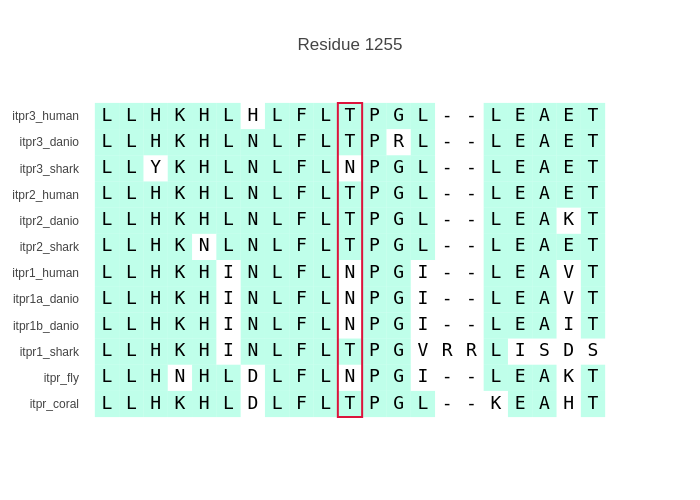 Residue 1255
itpr3_human L L H K H L H L F L T P G L - - L E A E T
itpr3_danio L L H K H L N L F L T P R L - - L E A E T
itpr3_shark L L Y K H L N L F L N P G L - - L E A E T
itpr2_human L L H K H L N L F L T P G L - - L E A E T
itpr2_danio L L H K H L N L F L T P G L - - L E A K T
itpr2_shark L L H K N L N L F L T P G L - - L E A E T
itpr1_human L L H K H I N L F L N P G I - - L E A V T
itpr1a_danio L L H K H I N L F L N P G I - - L E A V T
itpr1b_danio L L H K H I N L F L N P G I - - L E A I T
itpr1_shark L L H K H I N L F L T P G V R R L I S D S
itpr_fly L L H N H L D L F L N P G I - - L E A K T
itpr_coral L L H K H L D L F L T P G L - - K E A H T